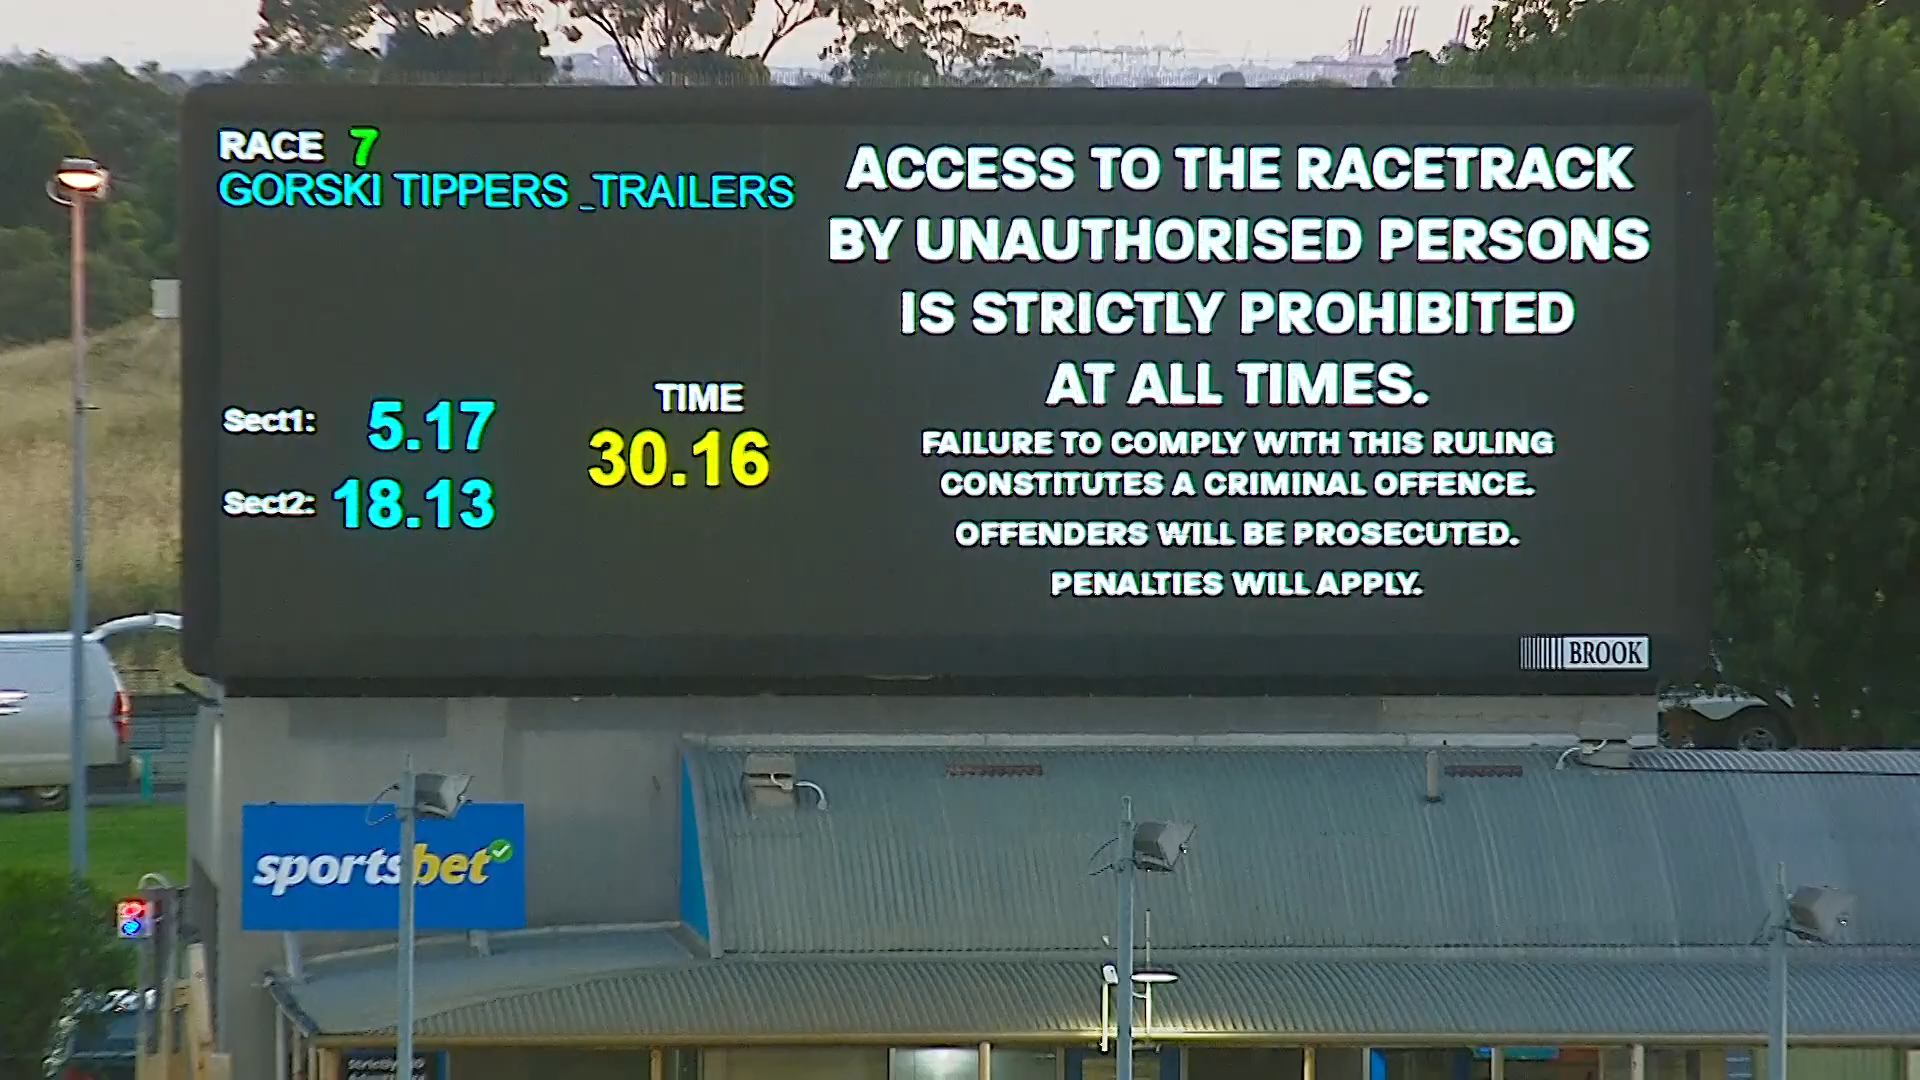 RACE 7
GORSKI TIPPERS _TRAILERS
Sect1: 5.17
Sect2: 18.13
TIME
30.16
ACCESS TO THE RACETRACK
BY UNAUTHORISED PERSONS
IS STRICTLY PROHIBITED
AT ALL TIMES.
FAILURE TO COMPLY WITH THIS RULING
CONSTITUTES A CRIMINAL OFFENCE.
OFFENDERS WILL BE PROSECUTED.
PENALTIES WILL APPLY.
BROOK
sportsbet